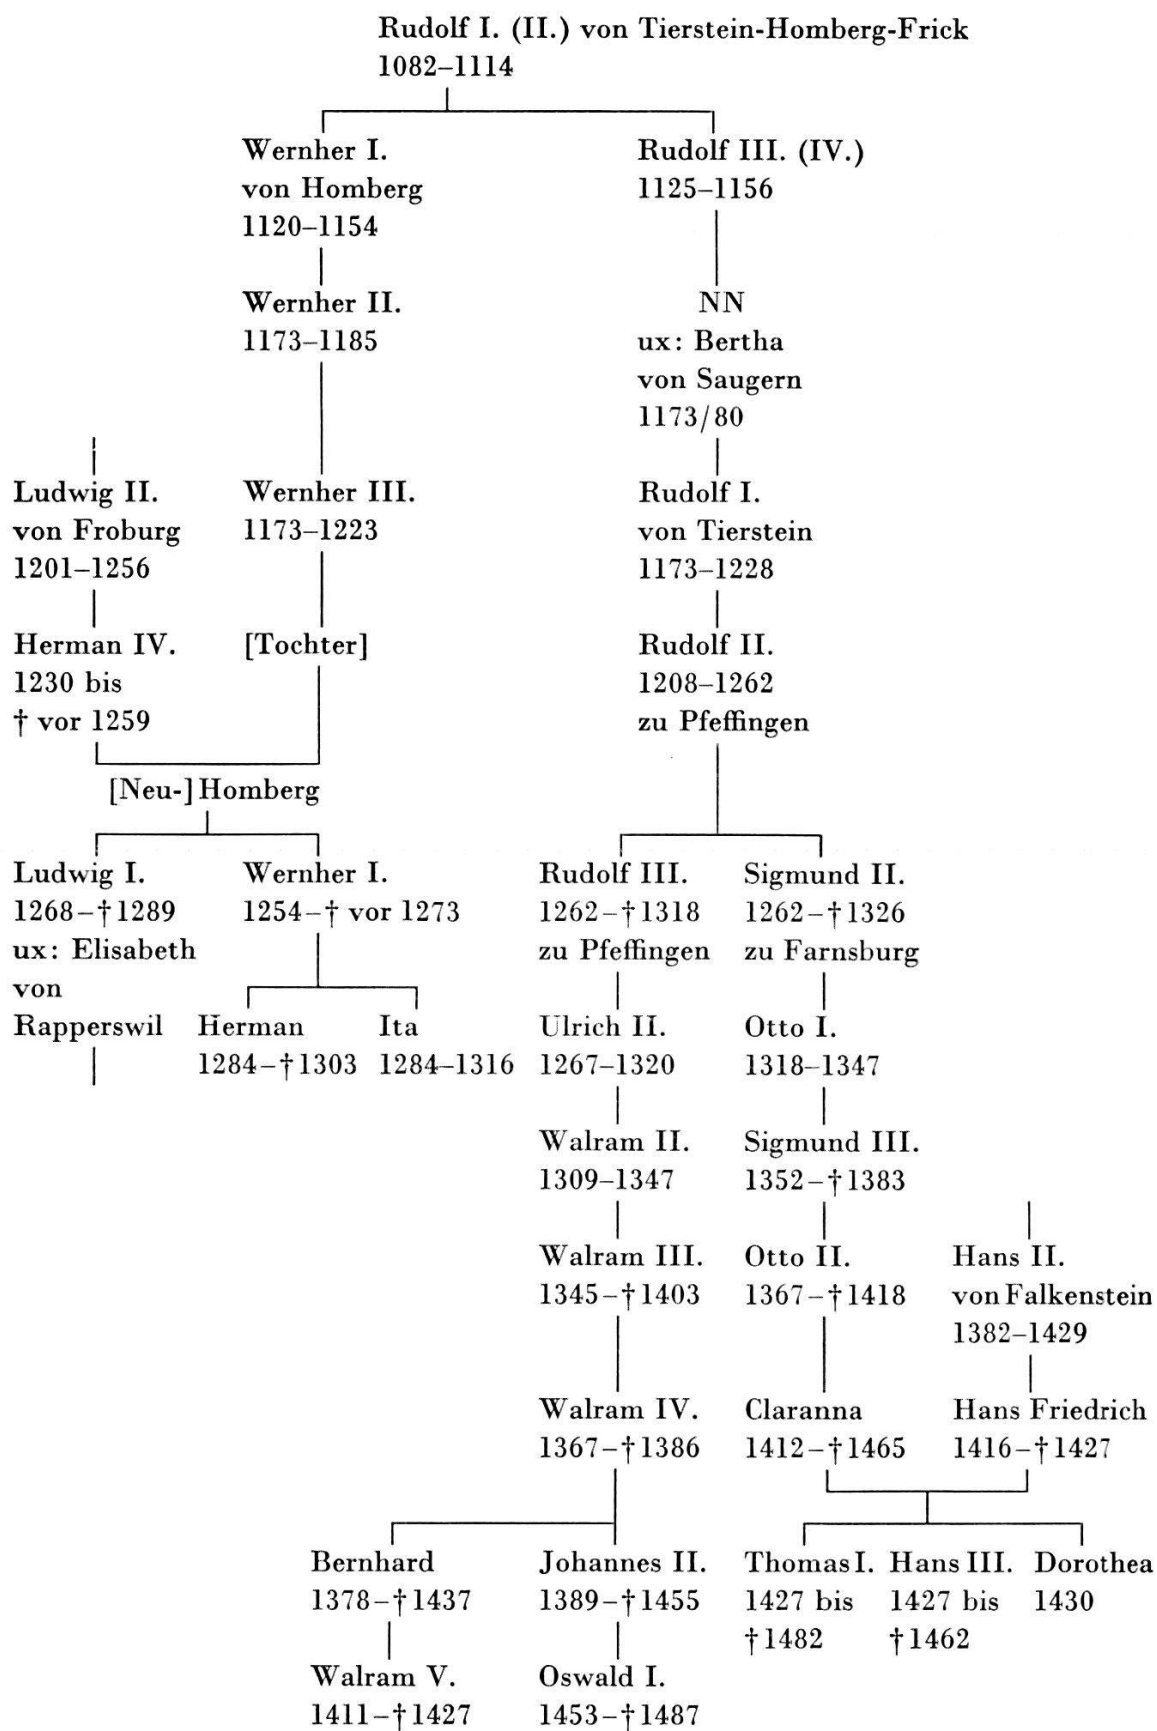 Rudolf I. (II.) von Tierstein-Homberg-Frick
1082–1114
Wernher I.
von Homberg
1120–1154
Rudolf III. (IV.)
1125–1156
Wernher II.
1173–1185
NN
ux: Bertha
von Saugern
1173/80
Ludwig II.
von Froburg
1201–1256
Wernher III.
1173–1223
Rudolf I.
von Tierstein
1173–1228
Herman IV.
1230 bis
† vor 1259
[Tochter]
Rudolf II.
1208–1262
zu Pfeffingen
[Neu-] Homberg
Ludwig I.
1268–†1289
ux: Elisabeth
von
Rapperswil
Wernher I.
1254–† vor 1273
Herman
1284–†1303
Ita
1284–1316
Rudolf III.
1262–†1318
zu Pfeffingen
Sigmund II.
1262–†1326
zu Farnsburg
Ulrich II.
1267–1320
Otto I.
1318–1347
Walram II.
1309–1347
Sigmund III.
1352–†1383
Walram III.
1345–†1403
Otto II.
1367–†1418
Hans II.
von Falkenstein
1382–1429
Walram IV.
1367–†1386
Claranna
1412–†1465
Hans Friedrich
1416–†1427
Bernhard
1378–†1437
Johannes II.
1389–†1455
Thomas I.
1427 bis
†1482
Hans III.
1427 bis
†1462
Dorothea
1430
Walram V.
1411–†1427
Oswald I.
1453–†1487